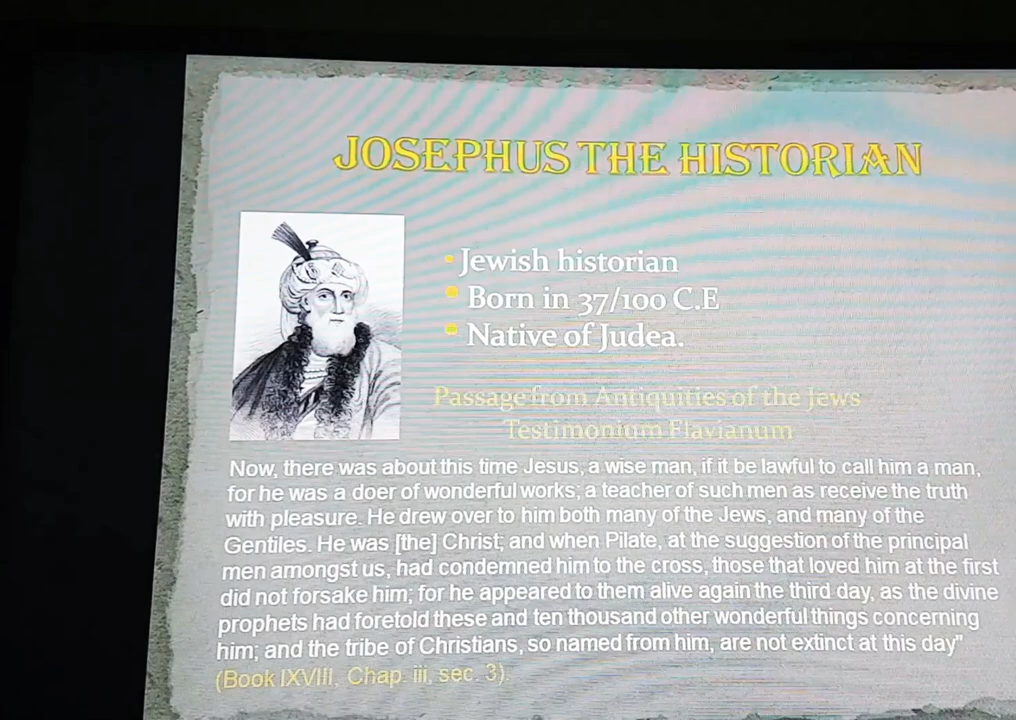 JOSEPHUS THE HISTORIAN
Jewish historian
Born in 37/100 C.E
Native of Judea.
Passage from Antiquities of the Jews
Testimonium Flavianum
Now, there was about this time Jesus, a wise man, if it be lawful to call him a man,
for he was a doer of wonderful works; a teacher of such men as receive the truth
with pleasure. He drew over to him both many of the Jews, and many of the
Gentiles. He was [the] Christ; and when Pilate, at the suggestion of the principal
men amongst us, had condemned him to the cross, those that loved him at the first
did not forsake him; for he appeared to them alive again the third day, as the divine
prophets had foretold these and ten thousand other wonderful things concerning
him; and the tribe of Christians, so named from him, are not extinct at this day"
(Book IXVIII, Chap. iii, sec. 3).